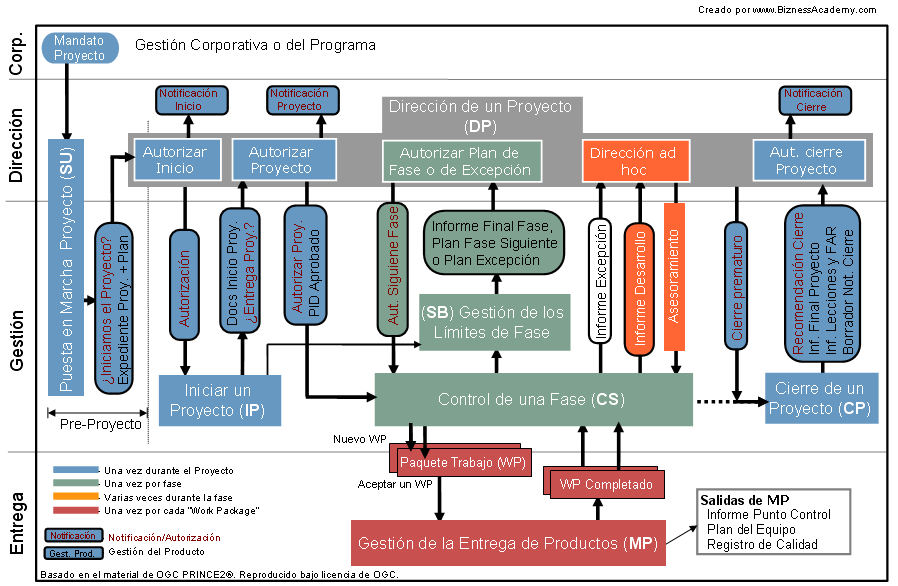 Creado por www.BiznessAcademy.com
Corp.
Mandato
Proyecto
Gestión Corporativa o del Programa
Dirección
Notificación
Inicio
Notificación
Proyecto
Dirección de un Proyecto
(DP)
Notificación
Cierre
Autorizar
Inicio
Autorizar
Proyecto
Autorizar Plan de
Fase o de Excepción
Dirección ad
hoc
Aut. cierre
Proyecto
Gestión
Puesta en Marcha Proyecto (SU)
¿Iniciamos el Proyecto?
Expediente Proy. + Plan
Autorización
Docs Inicio Proy.
¿Entrega Proy.?
Autorizar Proy.
PID Aprobado
Aut. Siguiene Fase
Informe Final Fase,
Plan Fase Siguiente
o Plan Excepción
Informe Excepción
Informe Desarrollo
Asesoramiento
Cierre prematuro
Recomendación Cierre
Inf. Final Proyecto
Inf. Lecciones y FAR
Borrador Not. Cierre
(SB) Gestión de los
Límites de Fase
Iniciar un
Proyecto (IP)
Control de una Fase (CS)
Cierre de un
Proyecto (CP)
Pre-Proyecto
Entrega
Nuevo WP
Paquete Trabajo (WP)
Aceptar un WP
WP Completado
Gestión de la Entrega de Productos (MP)
Salidas de MP
Informe Punto Control
Plan del Equipo
Registro de Calidad
Una vez durante el Proyecto
Una vez por fase
Varias veces durante la fase
Una vez por cada "Work Package"
Notificación
Notificación/Autorización
Gest. Prod.
Gestión del Producto
Basado en el material de OGC PRINCE2®. Reproducido bajo licencia de OGC.